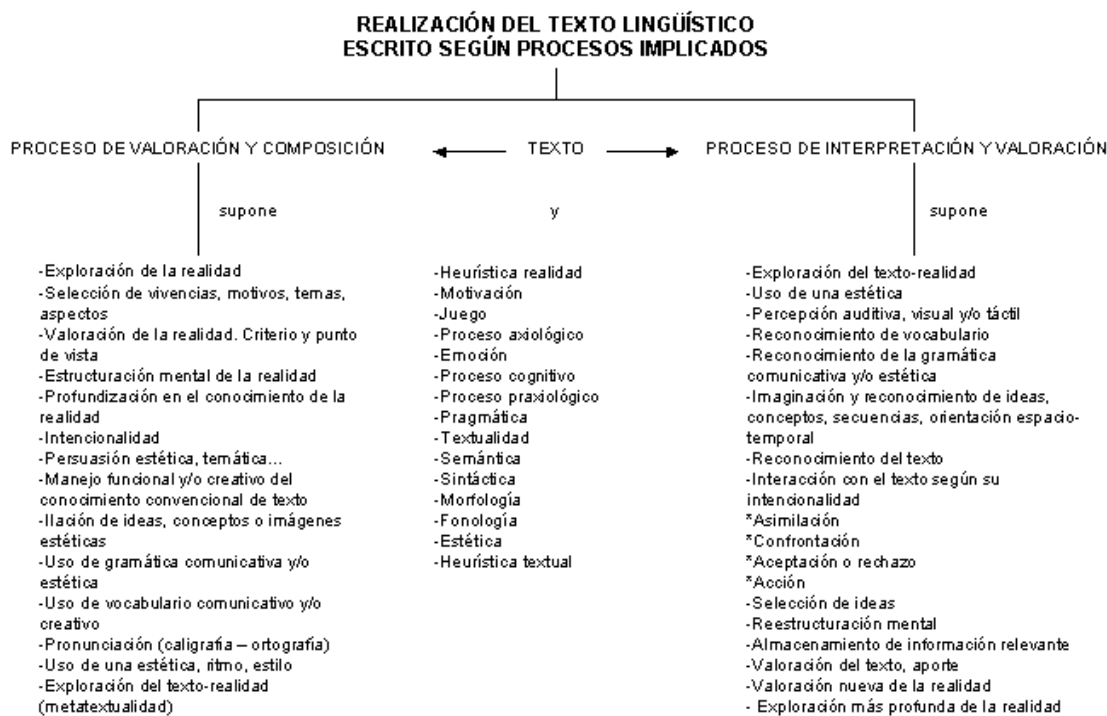 REALIZACIÓN DEL TEXTO LINGÜÍSTICO
ESCRITO SEGÚN PROCESOS IMPLICADOS
PROCESO DE VALORACIÓN Y COMPOSICIÓN
TEXTO
PROCESO DE INTERPRETACIÓN Y VALORACIÓN
supone
y
supone
-Exploración de la realidad
-Selección de vivencias, motivos, temas,
aspectos
-Valoración de la realidad. Criterio y punto
de vista
-Estructuración mental de la realidad
-Profundización en el conocimiento de la
realidad
-Intencionalidad
-Persuasión estética, temática...
-Manejo funcional y/o creativo del
conocimiento convencional de texto
-Ilación de ideas, conceptos o imágenes
estéticas
-Uso de gramática comunicativa y/o
estética
-Uso de vocabulario comunicativo y/o
creativo
-Pronunciación (caligrafía – ortografía)
-Uso de una estética, ritmo, estilo
-Exploración del texto-realidad
(metatextualidad)
-Heurística realidad
-Motivación
-Juego
-Proceso axiológico
-Emoción
-Proceso cognitivo
-Proceso praxiológico
-Pragmática
-Textualidad
-Semántica
-Sintáctica
-Morfología
-Fonología
-Estética
-Heurística textual
-Exploración del texto-realidad
-Uso de una estética
-Percepción auditiva, visual y/o táctil
-Reconocimiento de vocabulario
-Reconocimiento de la gramática
comunicativa y/o estética
-Imaginación y reconocimiento de ideas,
conceptos, secuencias, orientación espacio-
temporal
-Reconocimiento del texto
-Interacción con el texto según su
intencionalidad
*Asimilación
*Confrontación
*Aceptación o rechazo
*Acción
-Selección de ideas
-Reestructuración mental
-Almacenamiento de información relevante
-Valoración del texto, aporte
-Valoración nueva de la realidad
- Exploración más profunda de la realidad